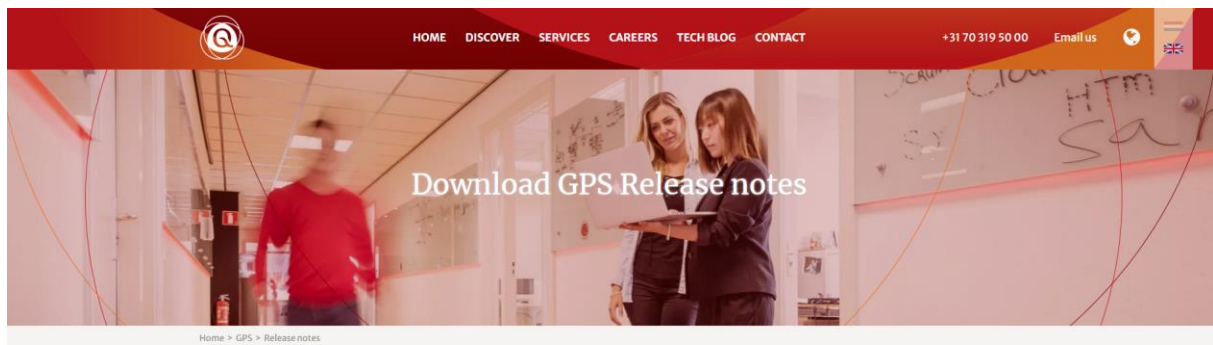 Q
HOME DISCOVER SERVICES CAREERS TECH BLOG CONTACT +31 70 319 50 00 Email us
Download GPS Release notes
Home > GPS > Release notes